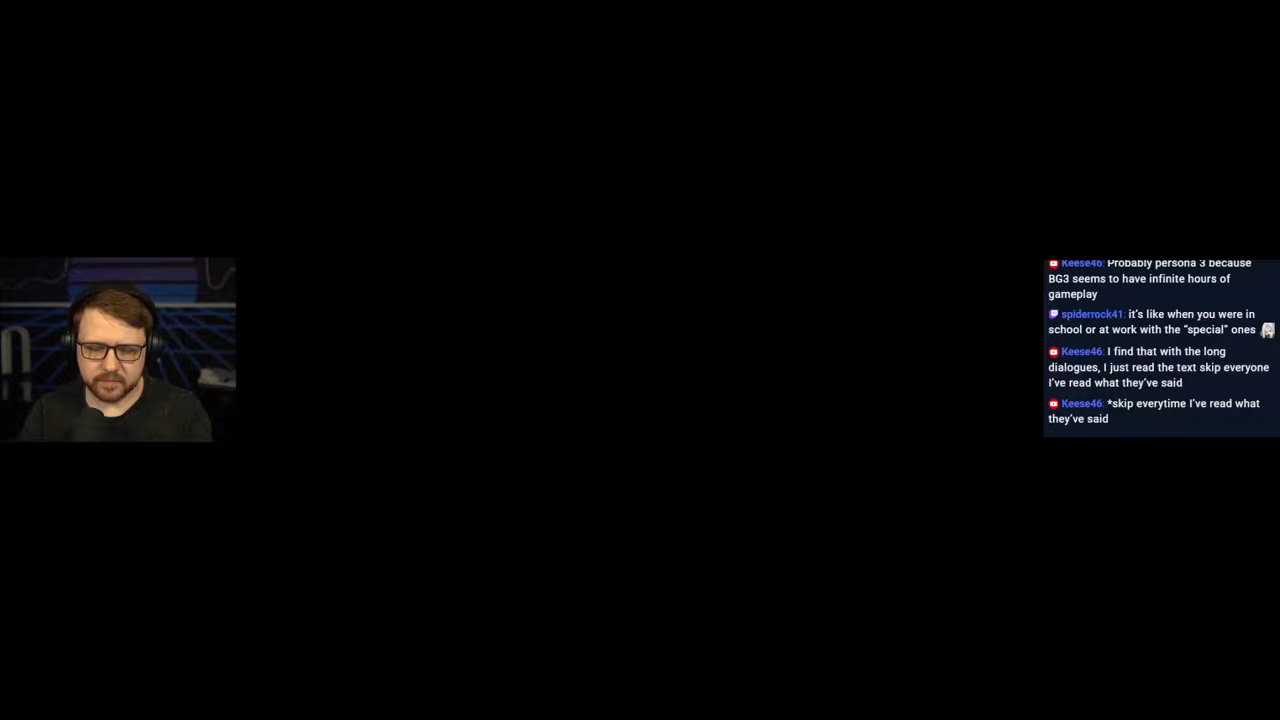 Keese46: Probably persona 3 because
BG3 seems to have infinite hours of
gameplay
spiderrock41: it's like when you were in
school or at work with the “special” ones
Keese46: I find that with the long
dialogues, I just read the text skip everyone
I've read what they've said
Keese46: *skip everytime I've read what
they've said